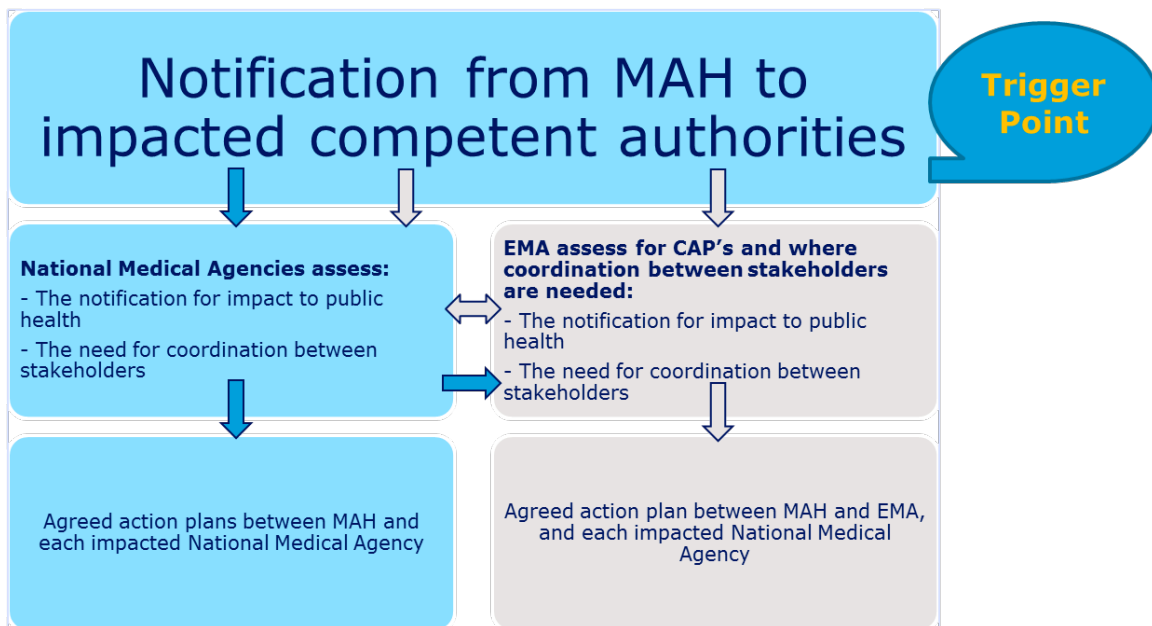 Notification from MAH to
impacted competent authorities
Trigger
Point
National Medical Agencies assess:
- The notification for impact to public
health
- The need for coordination between
stakeholders
EMA assess for CAP's and where
coordination between stakeholders
are needed:
- The notification for impact to public
health
- The need for coordination between
stakeholders
Agreed action plans between MAH and
each impacted National Medical Agency
Agreed action plan between MAH and EMA,
and each impacted National Medical
Agency